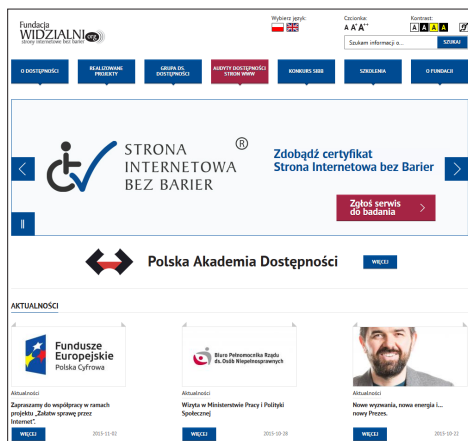 Fundacja
WIDZIALNI.org
strony internetowe bez barier
Wybierz język:
Czcionka:
A A+ A++
Kontrast:
A A A A
Szukam informacji o...
SZUKAJ
O DOSTĘPNOŚCI
REALIZOWANE
PROJEKTY
GRUPA DS.
DOSTĘPNOŚCI
AUDYTY DOSTĘPNOŚCI
STRON WWW
KONKURS SBB
SZKOLENIA
O FUNDACJI
STRONA ®
INTERNETOWA
BEZ BARIER
Zdobądź certyfikat
Strona Internetowa bez Barier
Zgłoś serwis
do badania
Polska Akademia Dostępności
WIĘCEJ
AKTUALNOŚCI
Fundusze
Europejskie
Polska Cyfrowa
Aktualności
Zapraszamy do współpracy w ramach
projektu „Załatw sprawę przez
Internet".
WIĘCEJ
2015-11-02
Biuro Pełnomocnika Rządu
ds. Osób Niepełnosprawnych
Aktualności
Wizyta w Ministerstwie Pracy i Polityki
Społecznej
WIĘCEJ
2015-10-28
Aktualności
Nowe wyzwania, nowa energia i...
nowy Prezes.
WIĘCEJ
2015-10-22